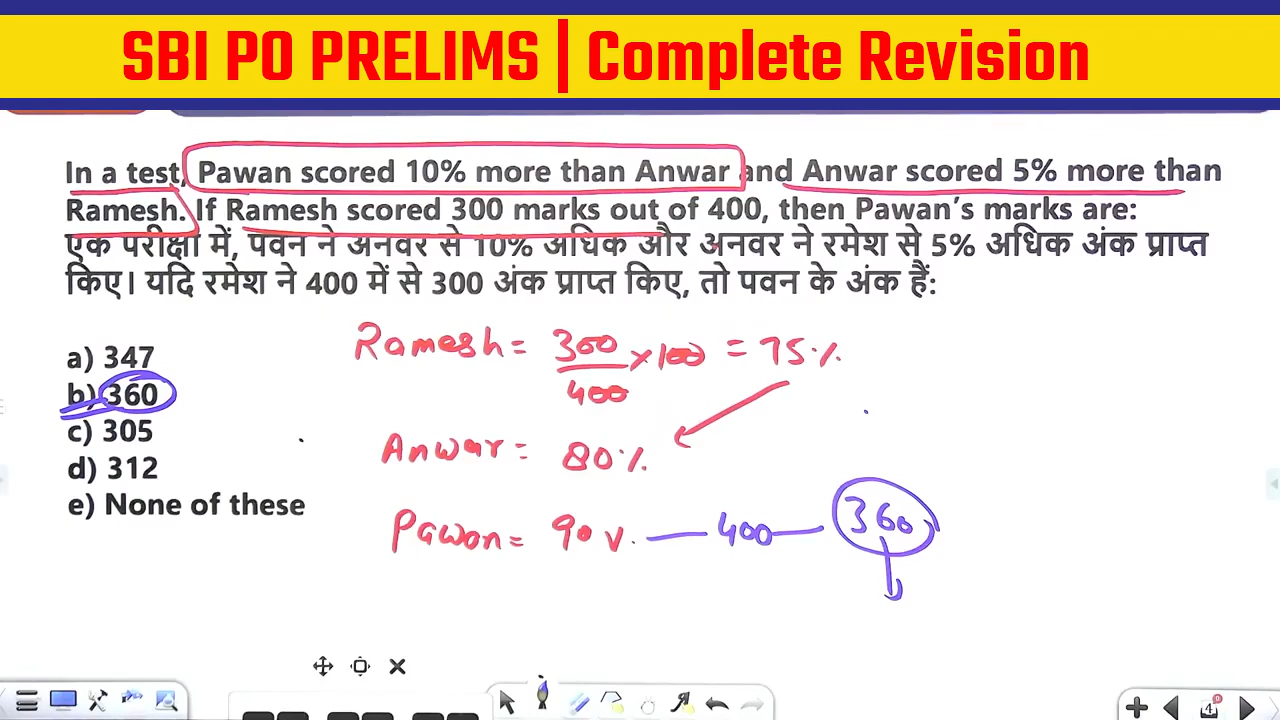 SBI PO PRELIMS | Complete Revision
In a test, Pawan scored 10% more than Anwar and Anwar scored 5% more than
Ramesh. If Ramesh scored 300 marks out of 400, then Pawan's marks are:
एक परीक्षा में, पवन ने अनवर से 10% अधिक और अनवर ने रमेश से 5% अधिक अंक प्राप्त
किए। यदि रमेश ने 400 में से 300 अंक प्राप्त किए, तो पवन के अंक हैं:
a) 347
b) 360
c) 305
d) 312
e) None of these
Ramesh = 300/400 × 100 = 75%
Anwar = 80%
Pawan = 90%. — 400 — 360
4